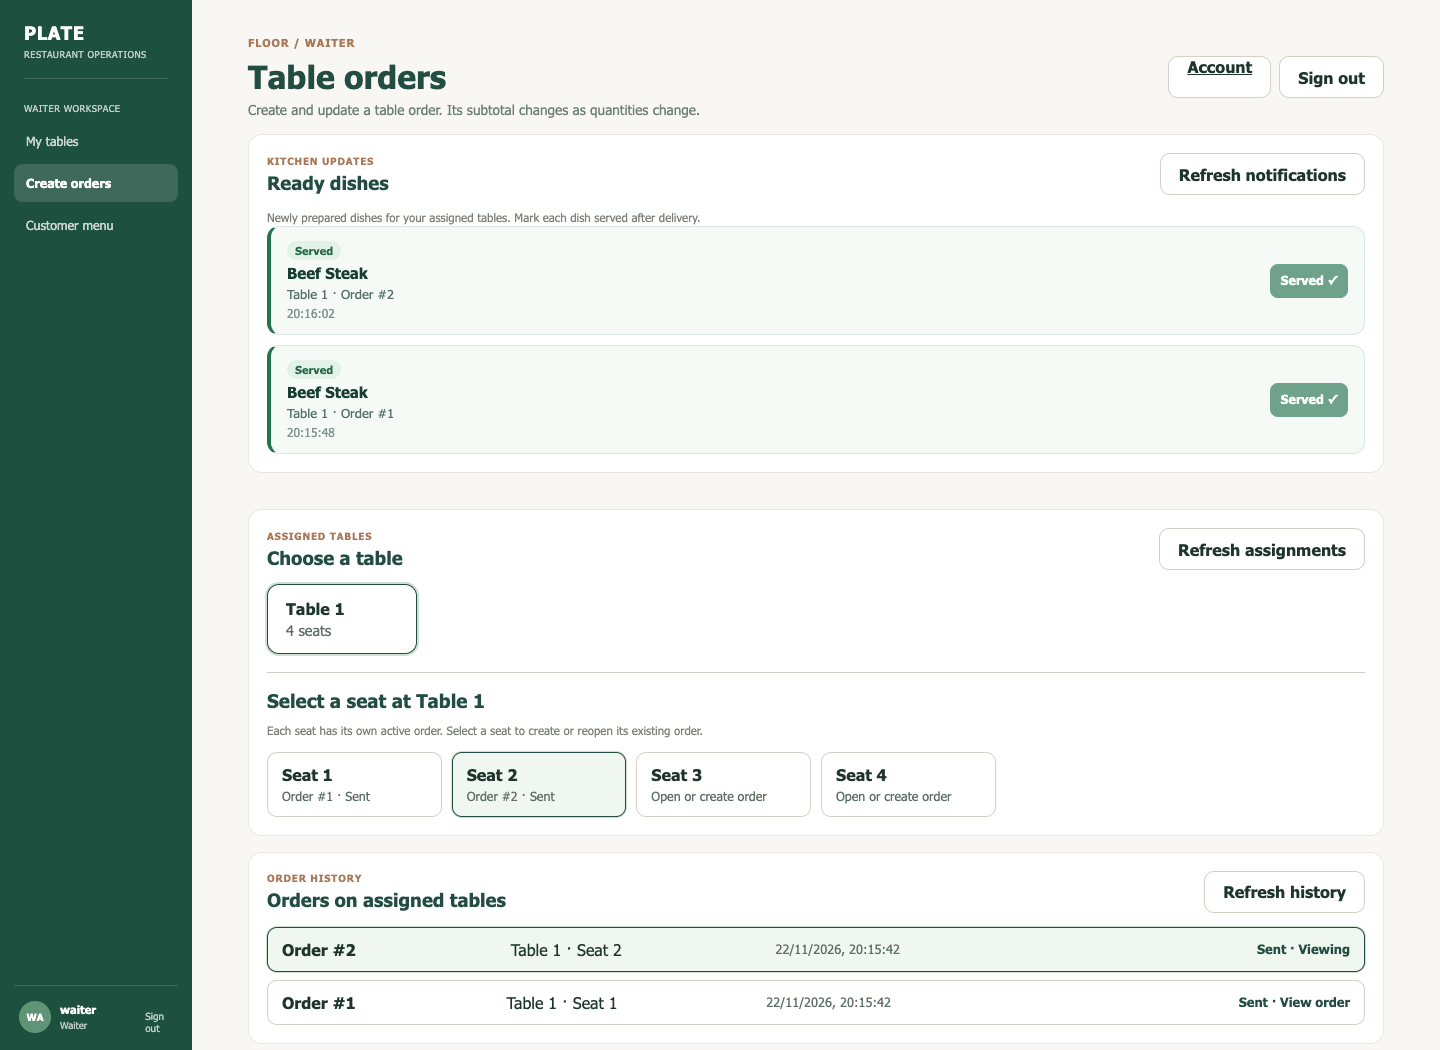 PLATE
RESTAURANT OPERATIONS
WAITER WORKSPACE
My tables
Create orders
Customer menu
WA
waiter
Waiter
Sign out
FLOOR / WAITER
Table orders
Create and update a table order. Its subtotal changes as quantities change.
Account
Sign out
KITCHEN UPDATES
Ready dishes
Refresh notifications
Newly prepared dishes for your assigned tables. Mark each dish served after delivery.
Served
Beef Steak
Table 1 · Order #2
20:16:02
Served ✓
Served
Beef Steak
Table 1 · Order #1
20:15:48
Served ✓
ASSIGNED TABLES
Choose a table
Refresh assignments
Table 1
4 seats
Select a seat at Table 1
Each seat has its own active order. Select a seat to create or reopen its existing order.
Seat 1
Order #1 · Sent
Seat 2
Order #2 · Sent
Seat 3
Open or create order
Seat 4
Open or create order
ORDER HISTORY
Orders on assigned tables
Refresh history
Order #2 Table 1 · Seat 2 22/11/2026, 20:15:42 Sent · Viewing
Order #1 Table 1 · Seat 1 22/11/2026, 20:15:42 Sent · View order